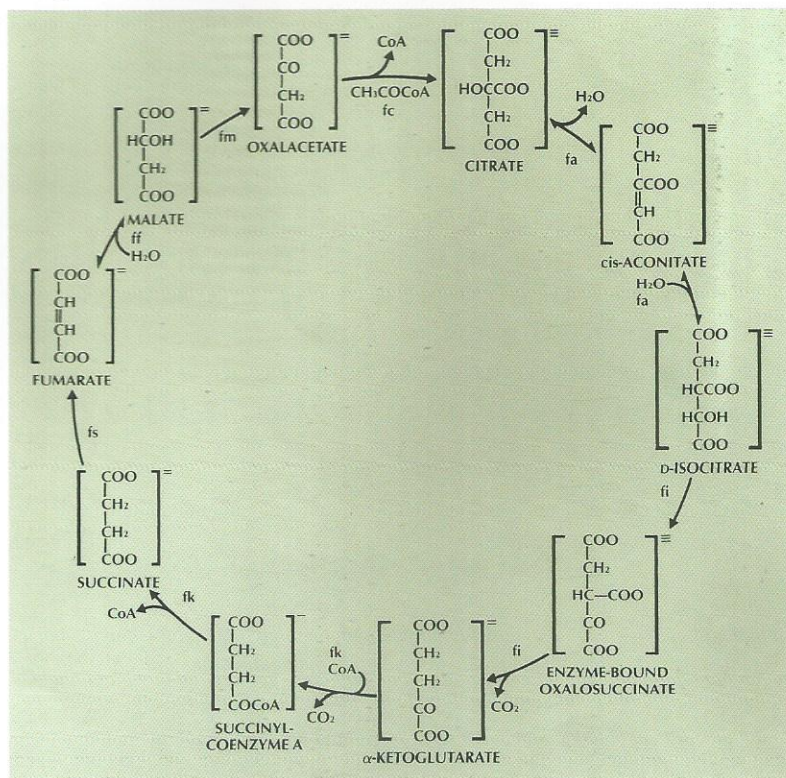 COO
CO
CH₂
COO
=
OXALACETATE
CoA
CH₃COCoA
fc
COO
CH₂
HOCCOO
CH₂
COO
≡
CITRATE
H₂O
fa
COO
CH₂
CCOO
CH
COO
≡
cis-ACONITATE
H₂O
fa
COO
CH₂
HCCOO
HCOH
COO
≡
D-ISOCITRATE
fi
COO
CH₂
HC—COO
CO
COO
≡
ENZYME-BOUND
OXALOSUCCINATE
fi
CO₂
COO
CH₂
CH₂
CO
COO
=
α-KETOGLUTARATE
fk
CoA
CO₂
COO
CH₂
CH₂
COCoA
−
SUCCINYL-
COENZYME A
fk
CoA
COO
CH₂
CH₂
COO
=
SUCCINATE
fs
COO
CH
CH
COO
=
FUMARATE
ff
H₂O
COO
HCOH
CH₂
COO
=
MALATE
fm